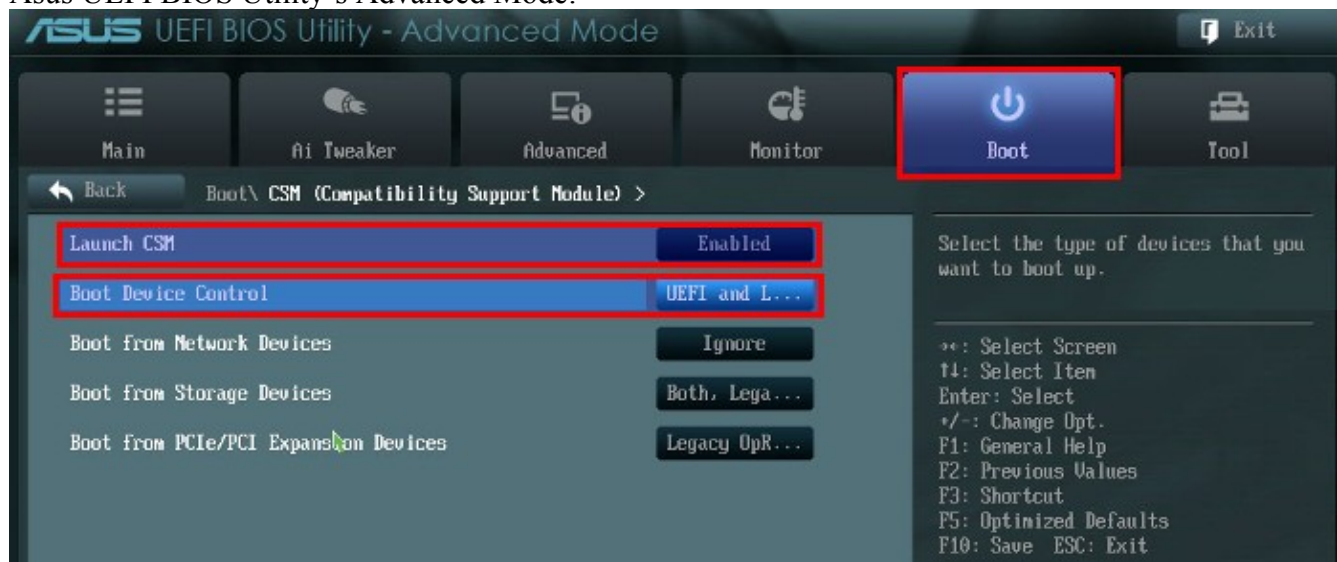 Asus UEFI BIOS Utility's Advanced Mode:
ASUS UEFI BIOS Utility - Advanced Mode
Exit
Main
Ai Tweaker
Advanced
Monitor
Boot
Tool
Back
Boot\ CSM (Compatibility Support Module) >
Launch CSM Enabled
Boot Device Control UEFI and L...
Boot from Network Devices Ignore
Boot from Storage Devices Both, Lega...
Boot from PCIe/PCI Expansion Devices Legacy OpR...
Select the type of devices that you
want to boot up.
→←: Select Screen
↑↓: Select Item
Enter: Select
+/-: Change Opt.
F1: General Help
F2: Previous Values
F3: Shortcut
F5: Optimized Defaults
F10: Save ESC: Exit